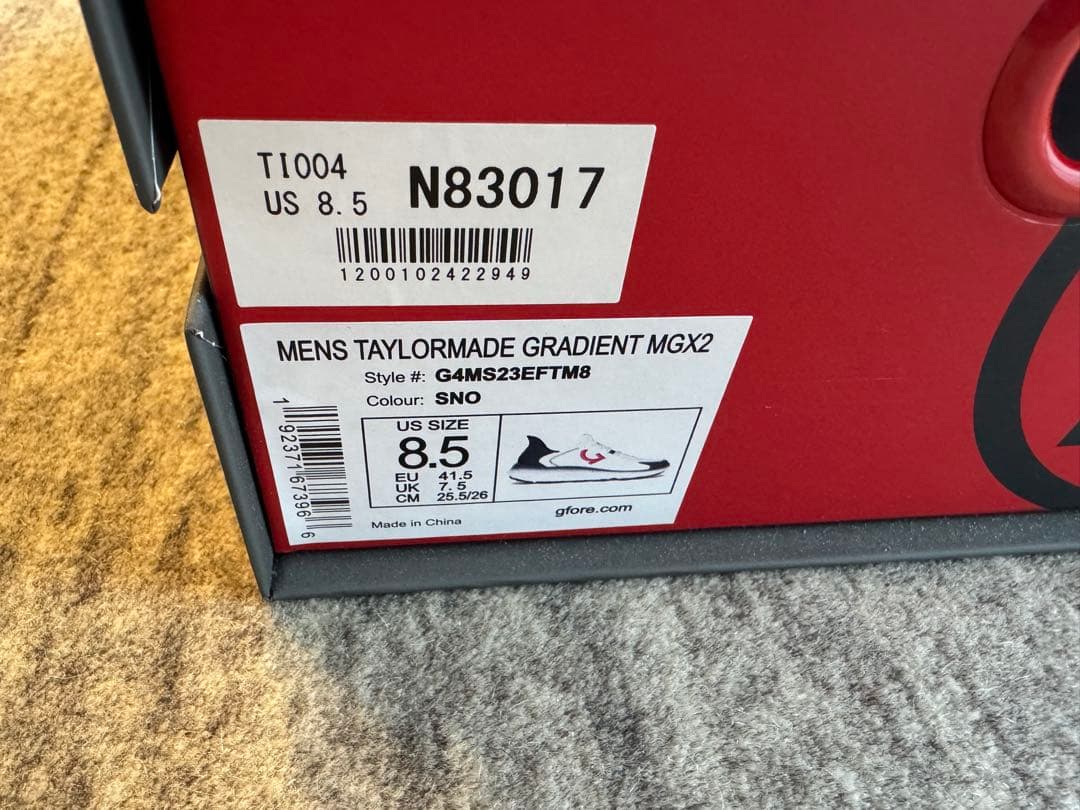 TI004
US 8.5
N83017
1200102422949
MENS TAYLORMADE GRADIENT MGX2
Style #: G4MS23EFTM8
Colour: SNO
US SIZE
8.5
EU 41.5
UK 7.5
CM 25.5/26
1 92371 67396 6
Made in China
gfore.com